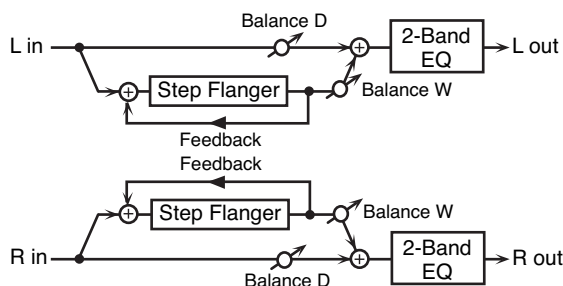 Balance D
L in
2-Band
EQ
L out
Step Flanger
Balance W
Feedback
Feedback
Step Flanger
Balance W
R in
2-Band
EQ
R out
Balance D